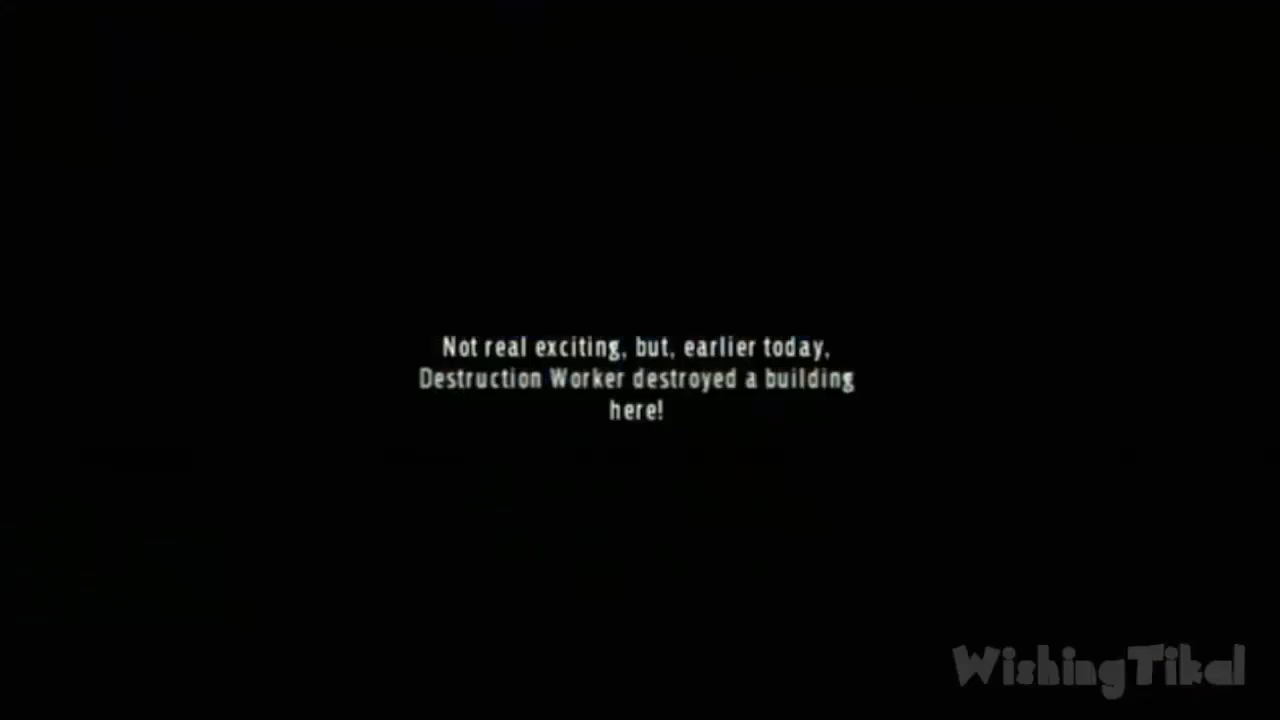 Not real exciting, but, earlier today,
Destruction Worker destroyed a building
here!
WishingTikal